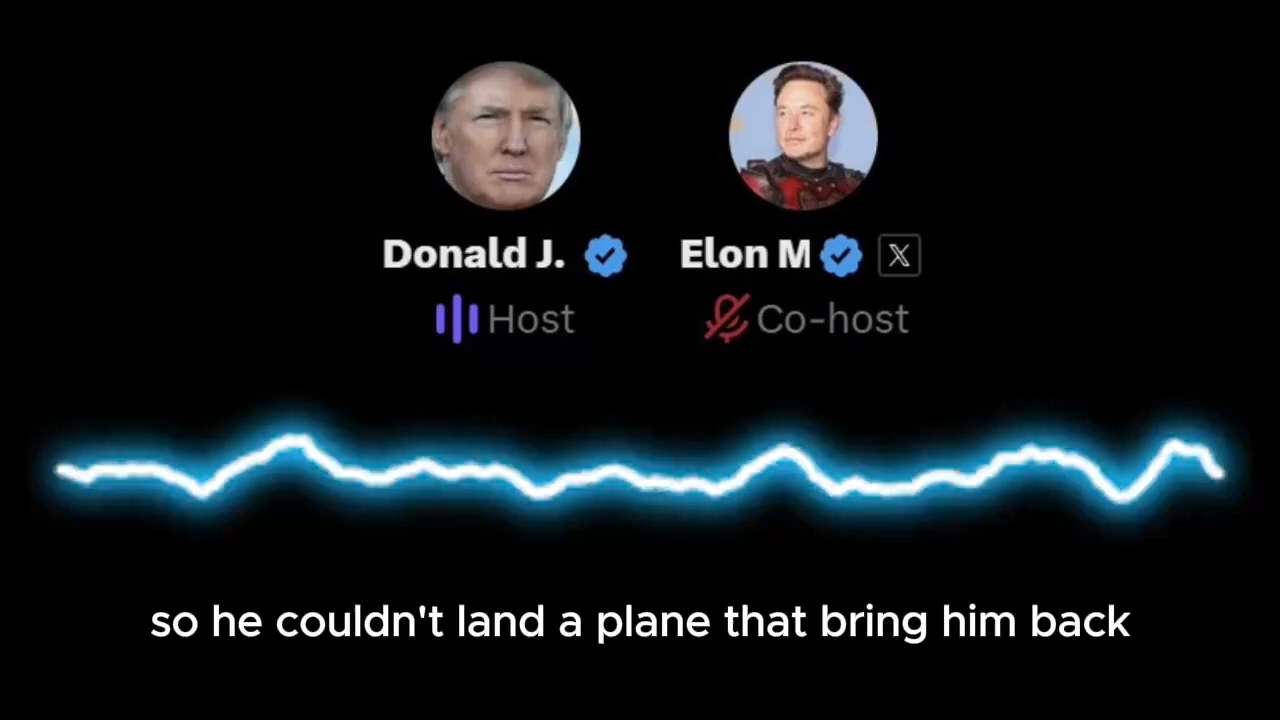 Donald J.
Elon M
Host
Co-host
so he couldn't land a plane that bring him back